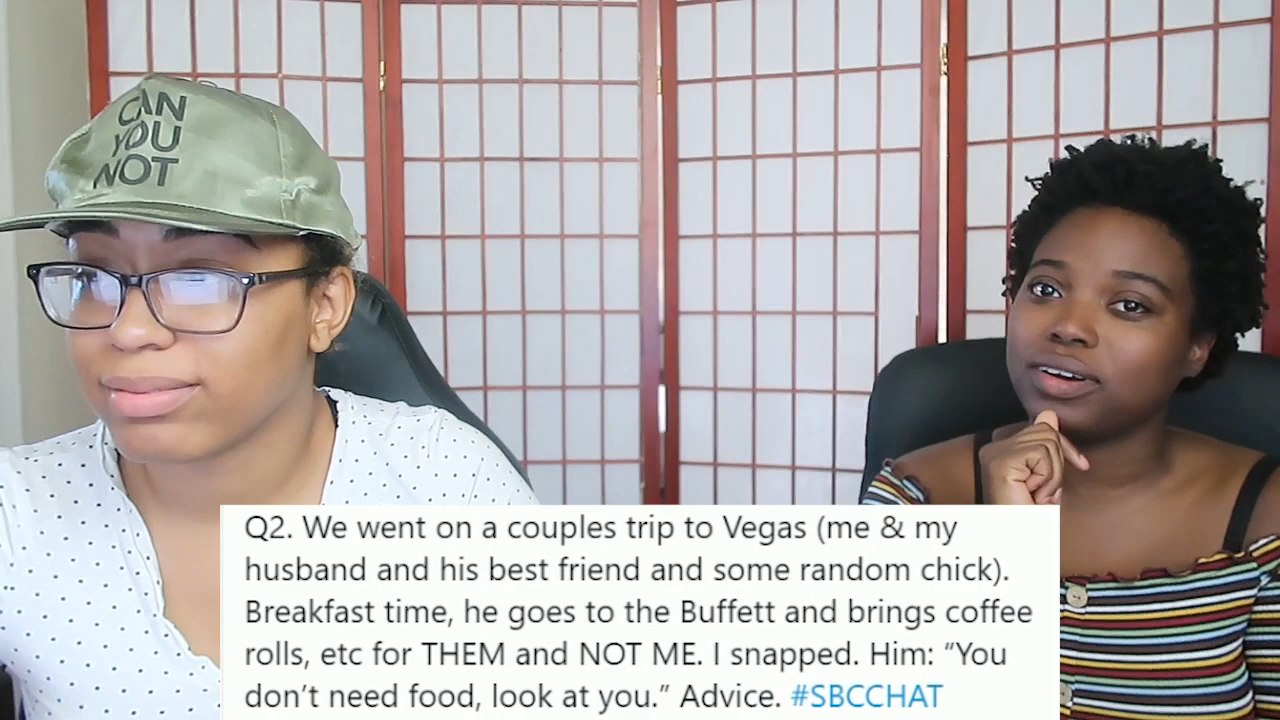 CAN
YOU
NOT
Q2. We went on a couples trip to Vegas (me & my
husband and his best friend and some random chick).
Breakfast time, he goes to the Buffett and brings coffee
rolls, etc for THEM and NOT ME. I snapped. Him: “You
don’t need food, look at you.” Advice. #SBCCHAT